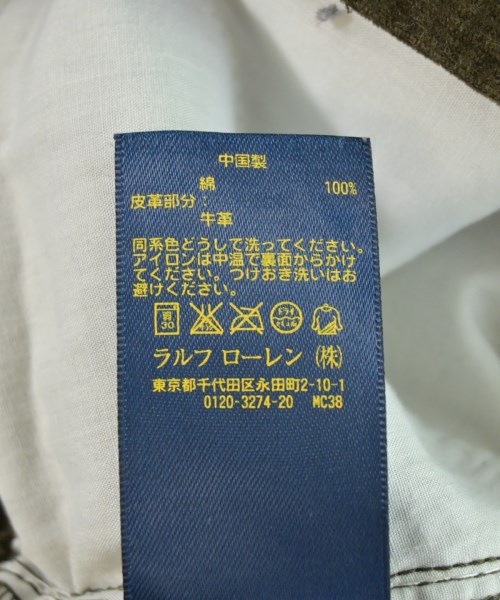 中国製
綿 100%
皮革部分:
牛革
同系色どうしで洗ってください。
アイロンは中温で裏面からかけ
てください。つけおき洗いはお
避けください。
30
ドライ
ラルフ ローレン (株)
東京都千代田区永田町2-10-1
0120-3274-20 MC38